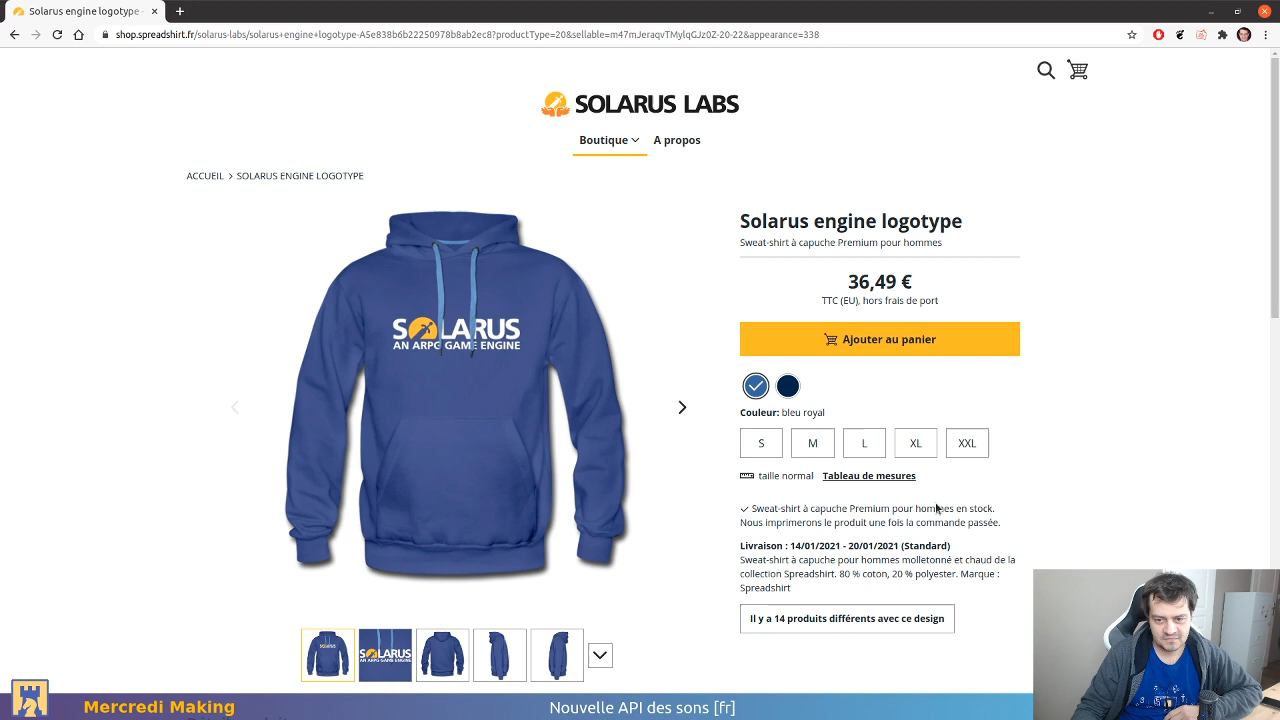 Solarus engine logotype -
shop.spreadshirt.fr/solarus-labs/solarus+engine+logotype-A5e838b6b22250978b8ab2ec8?productType=20&sellable=m47mJeraqvTMylqGJz0Z-20-22&appearance=338
SOLARUS LABS
Boutique
A propos
ACCUEIL > SOLARUS ENGINE LOGOTYPE
SOLARUS
AN ARPG GAME ENGINE
Solarus engine logotype
Sweat-shirt à capuche Premium pour hommes
36,49 €
TTC (EU), hors frais de port
Ajouter au panier
Couleur: bleu royal
S M L XL XXL
taille normal Tableau de mesures
Sweat-shirt à capuche Premium pour hommes en stock.
Nous imprimerons le produit une fois la commande passée.
Livraison : 14/01/2021 - 20/01/2021 (Standard)
Sweat-shirt à capuche pour hommes molletonné et chaud de la
collection Spreadshirt. 80 % coton, 20 % polyester. Marque :
Spreadshirt
Il y a 14 produits différents avec ce design
SOLARUS
AN ARPG GAME ENGINE
Mercredi Making
Nouvelle API des sons [fr]